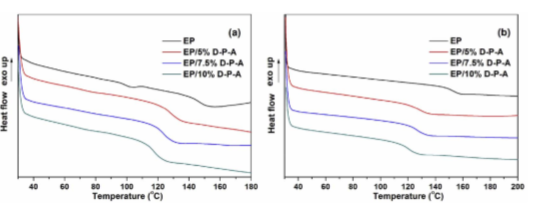 (a)
EP
EP/5% D-P-A
EP/7.5% D-P-A
EP/10% D-P-A
Heat flow exo up
40 60 80 100 120 140 160 180
Temperature (°C)
(b)
EP
EP/5% D-P-A
EP/7.5% D-P-A
EP/10% D-P-A
Heat flow exo up
40 60 80 100 120 140 160 180 200
Temperature (°C)